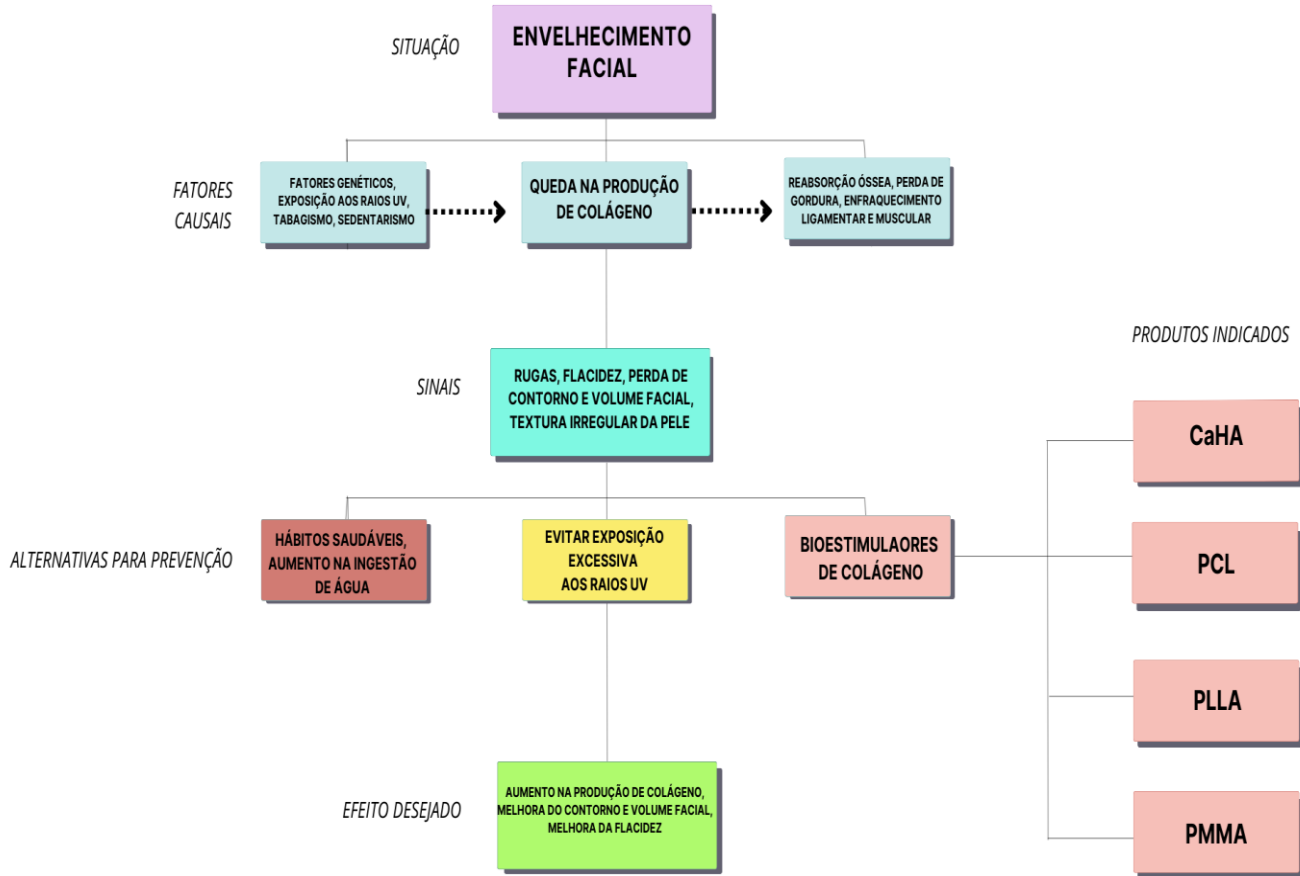 SITUAÇÃO
ENVELHECIMENTO
FACIAL
FATORES
CAUSAIS
FATORES GENÉTICOS,
EXPOSIÇÃO AOS RAIOS UV,
TABAGISMO, SEDENTARISMO
QUEDA NA PRODUÇÃO
DE COLÁGENO
REABSORÇÃO ÓSSEA, PERDA DE
GORDURA, ENFRAQUECIMENTO
LIGAMENTAR E MUSCULAR
SINAIS
RUGAS, FLACIDEZ, PERDA DE
CONTORNO E VOLUME FACIAL,
TEXTURA IRREGULAR DA PELE
ALTERNATIVAS PARA PREVENÇÃO
HÁBITOS SAUDÁVEIS,
AUMENTO NA INGESTÃO
DE ÁGUA
EVITAR EXPOSIÇÃO
EXCESSIVA
AOS RAIOS UV
BIOESTIMULAORES
DE COLÁGENO
PRODUTOS INDICADOS
CaHA
PCL
PLLA
PMMA
EFEITO DESEJADO
AUMENTO NA PRODUÇÃO DE COLÁGENO,
MELHORA DO CONTORNO E VOLUME FACIAL,
MELHORA DA FLACIDEZ